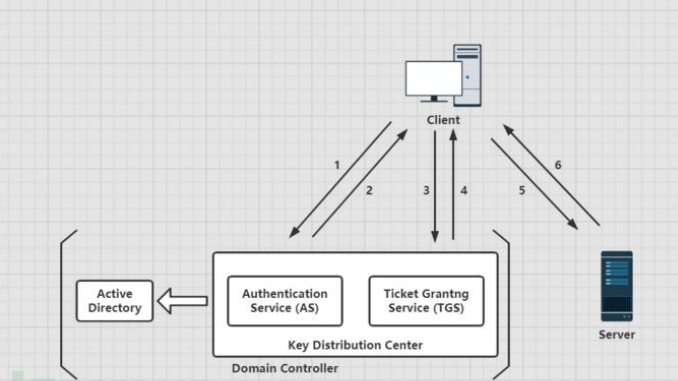 Client
1
2
3
4
5
6
Active
Directory
Authentication
Service (AS)
Ticket Grantng
Service (TGS)
Key Distribution Center
Domain Controller
Server